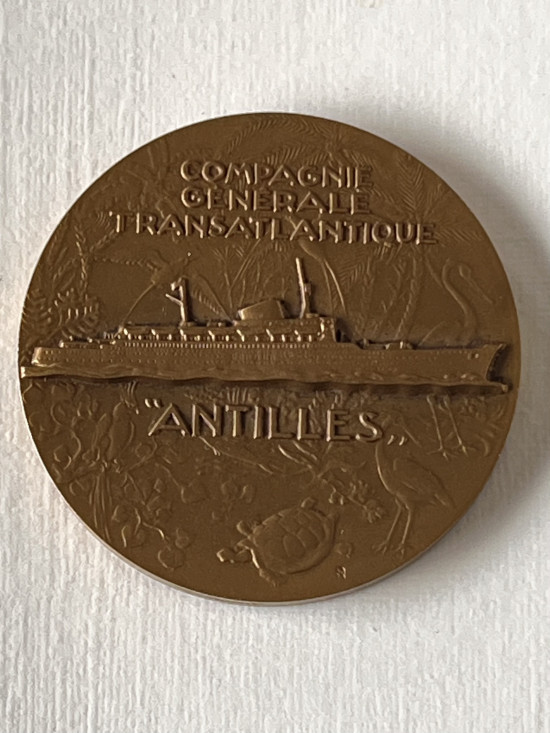 COMPAGNIE
GÉNÉRALE
TRANSATLANTIQUE
"ANTILLES"